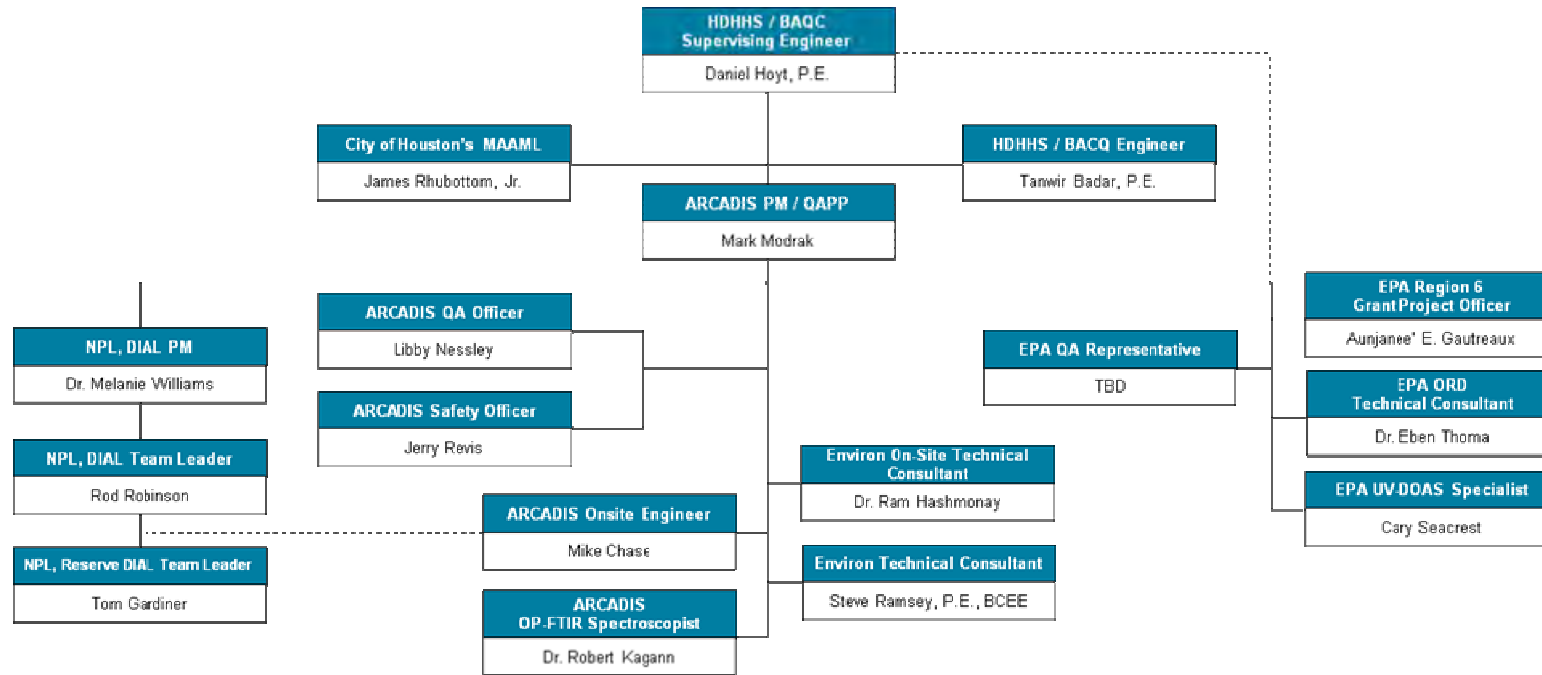 HDHHS / BAQC
Supervising Engineer
Daniel Hoyt, P.E.
City of Houston's MAAML
James Rhubottom, Jr.
HDHHS / BACQ Engineer
Tanwir Badar, P.E.
ARCADIS PM / QAPP
Mark Modrak
NPL, DIAL PM
Dr. Melanie Williams
NPL, DIAL Team Leader
Rod Robinson
NPL, Reserve DIAL Team Leader
Tom Gardiner
ARCADIS QA Officer
Libby Nessley
ARCADIS Safety Officer
Jerry Revis
ARCADIS Onsite Engineer
Mike Chase
ARCADIS
OP-FTIR Spectroscopist
Dr. Robert Kagann
Environ On-Site Technical
Consultant
Dr. Ram Hashmonay
Environ Technical Consultant
Steve Ramsey, P.E., BCEE
EPA QA Representative
TBD
EPA Region 6
Grant Project Officer
Aunjanee' E. Gautreaux
EPA ORD
Technical Consultant
Dr. Eben Thoma
EPA UV-DOAS Specialist
Cary Seacrest